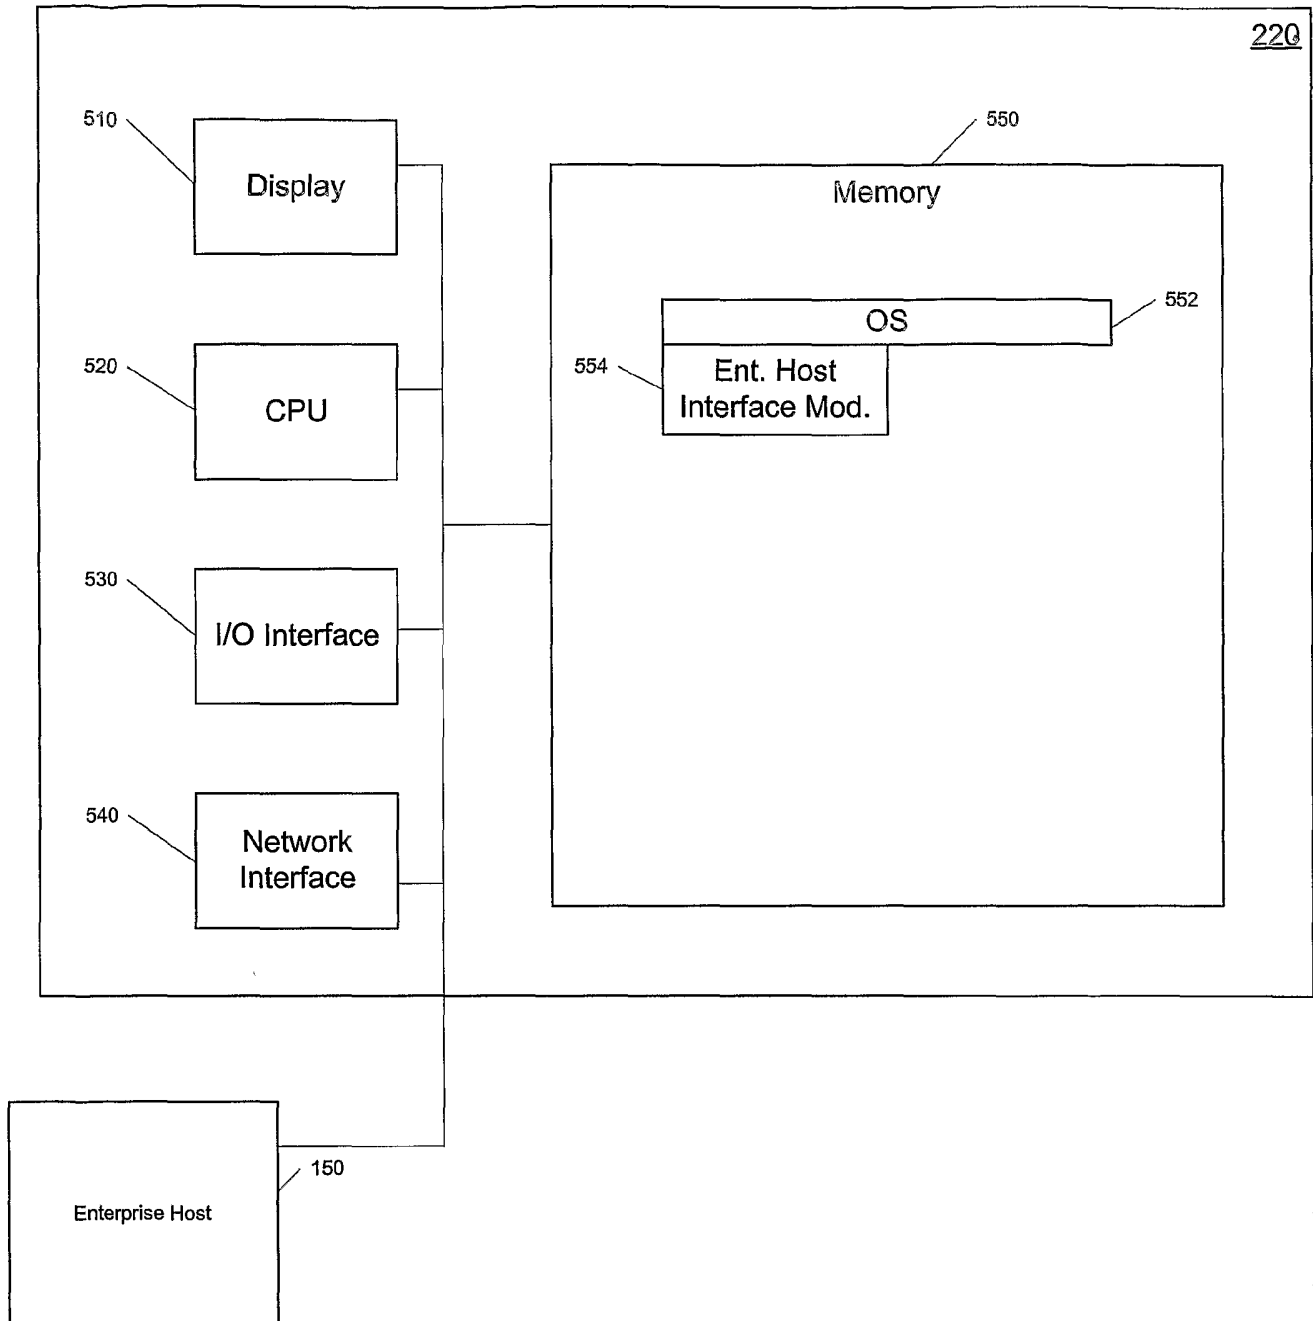 220
510
550
Display
Memory
552
OS
520
554
Ent. Host
Interface Mod.
CPU
530
I/O Interface
540
Network
Interface
150
Enterprise Host